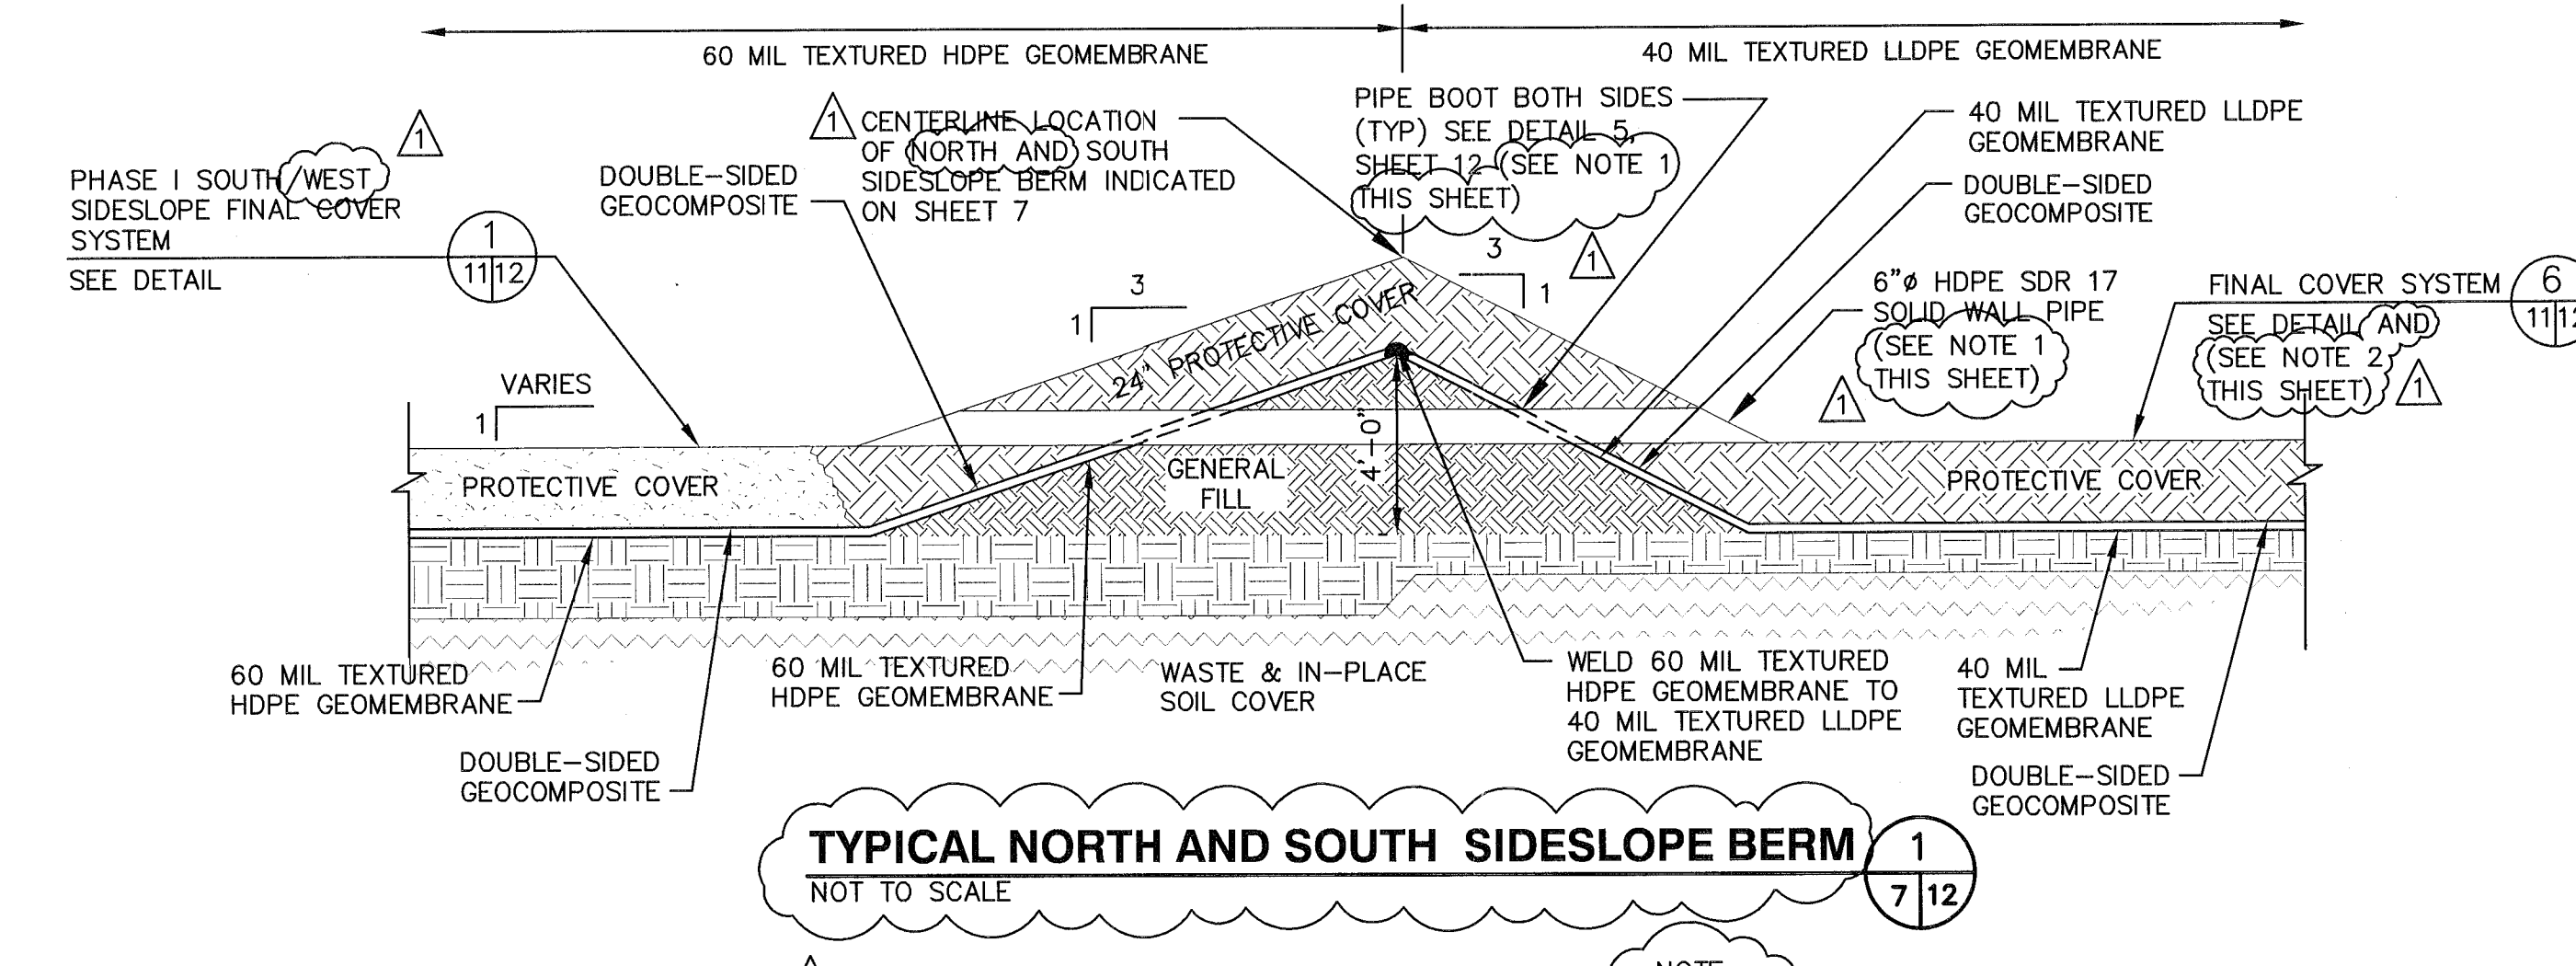 60 MIL TEXTURED HDPE GEOMEMBRANE
40 MIL TEXTURED LLDPE GEOMEMBRANE
1
PHASE I SOUTH/WEST
SIDESLOPE FINAL COVER
SYSTEM
SEE DETAIL
1
11 12
DOUBLE-SIDED
GEOCOMPOSITE
1
CENTERLINE LOCATION
OF NORTH AND SOUTH
SIDESLOPE BERM INDICATED
ON SHEET 7
PIPE BOOT BOTH SIDES
(TYP) SEE DETAIL 5,
SHEET 12 (SEE NOTE 1
THIS SHEET)
1
40 MIL TEXTURED LLDPE
GEOMEMBRANE
DOUBLE-SIDED
GEOCOMPOSITE
6"ø HDPE SDR 17
SOLID WALL PIPE
(SEE NOTE 1
THIS SHEET)
1
FINAL COVER SYSTEM
SEE DETAIL AND
(SEE NOTE 2
THIS SHEET)
1
6
11 12
3
1
3
1
VARIES
1
24" PROTECTIVE COVER
4'-0"
PROTECTIVE COVER
GENERAL
FILL
PROTECTIVE COVER
60 MIL TEXTURED
HDPE GEOMEMBRANE
DOUBLE-SIDED
GEOCOMPOSITE
60 MIL TEXTURED
HDPE GEOMEMBRANE
WASTE & IN-PLACE
SOIL COVER
WELD 60 MIL TEXTURED
HDPE GEOMEMBRANE TO
40 MIL TEXTURED LLDPE
GEOMEMBRANE
40 MIL
TEXTURED LLDPE
GEOMEMBRANE
DOUBLE-SIDED
GEOCOMPOSITE
TYPICAL NORTH AND SOUTH SIDESLOPE BERM
NOT TO SCALE
1
7 12
NOTE